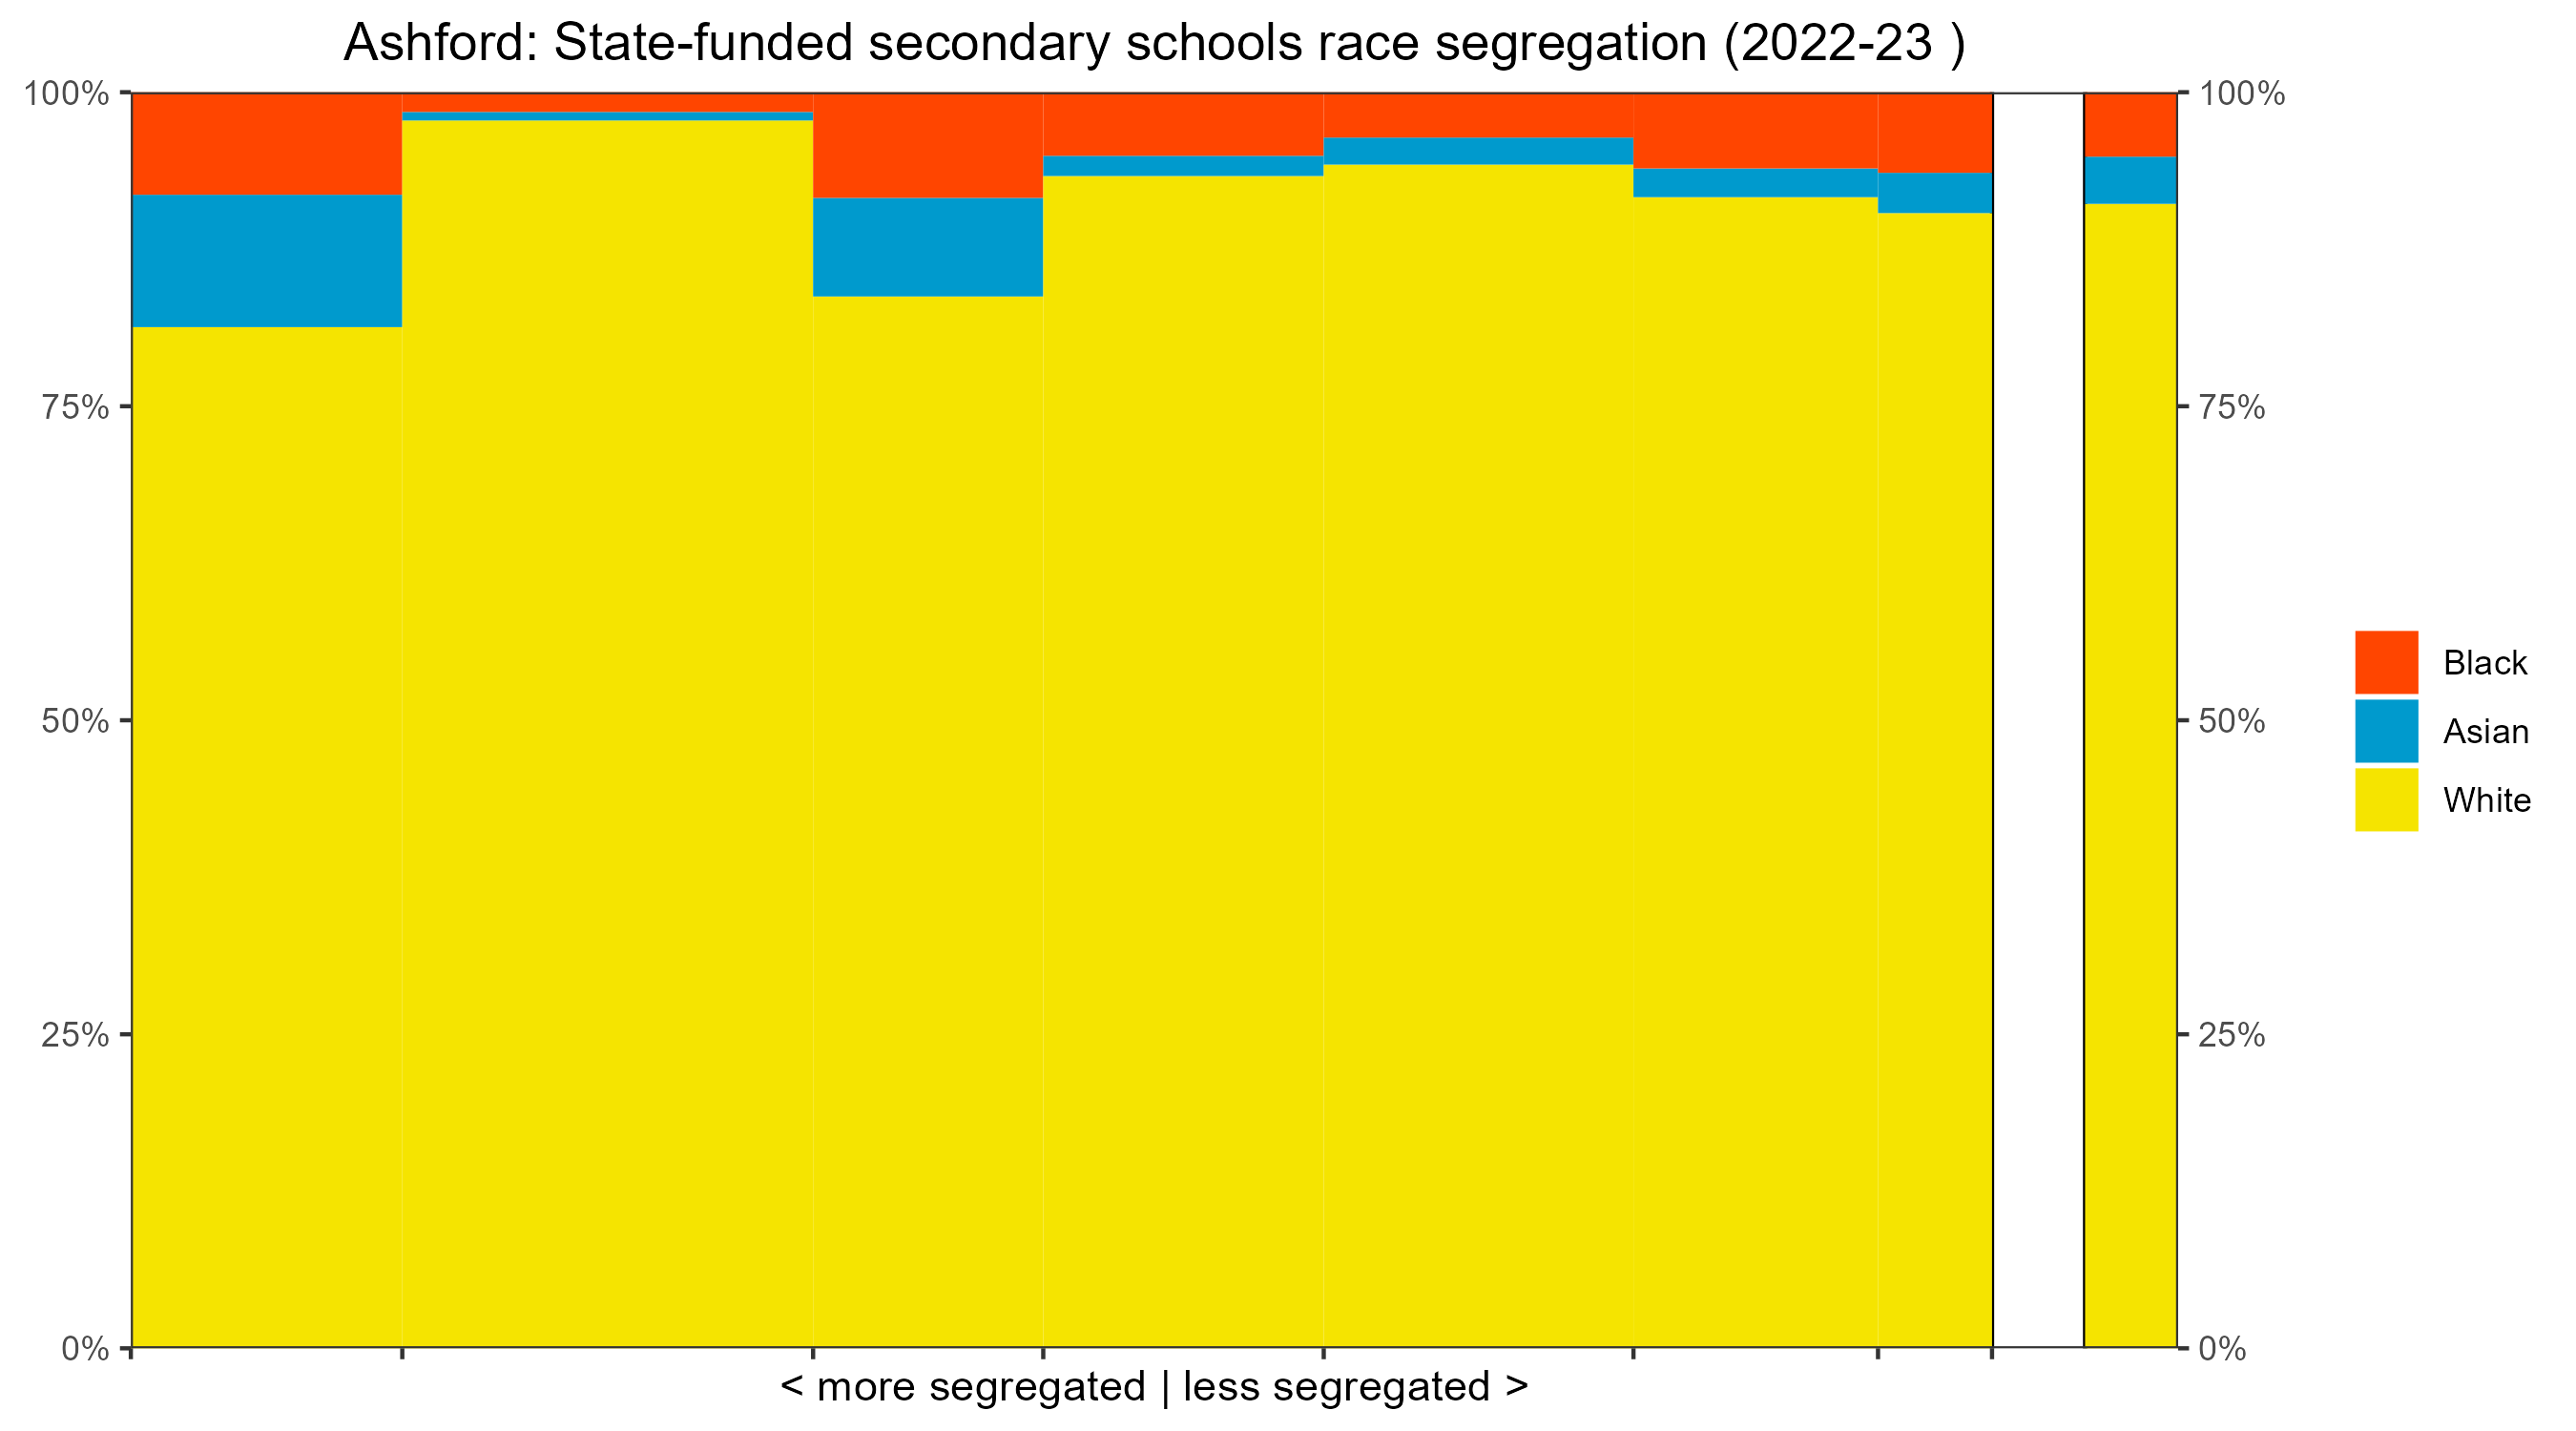 Ashford: State-funded secondary schools race segregation (2022-23 )
100%
75%
50%
25%
0%
100%
75%
50%
25%
0%
Black
Asian
White
< more segregated | less segregated >